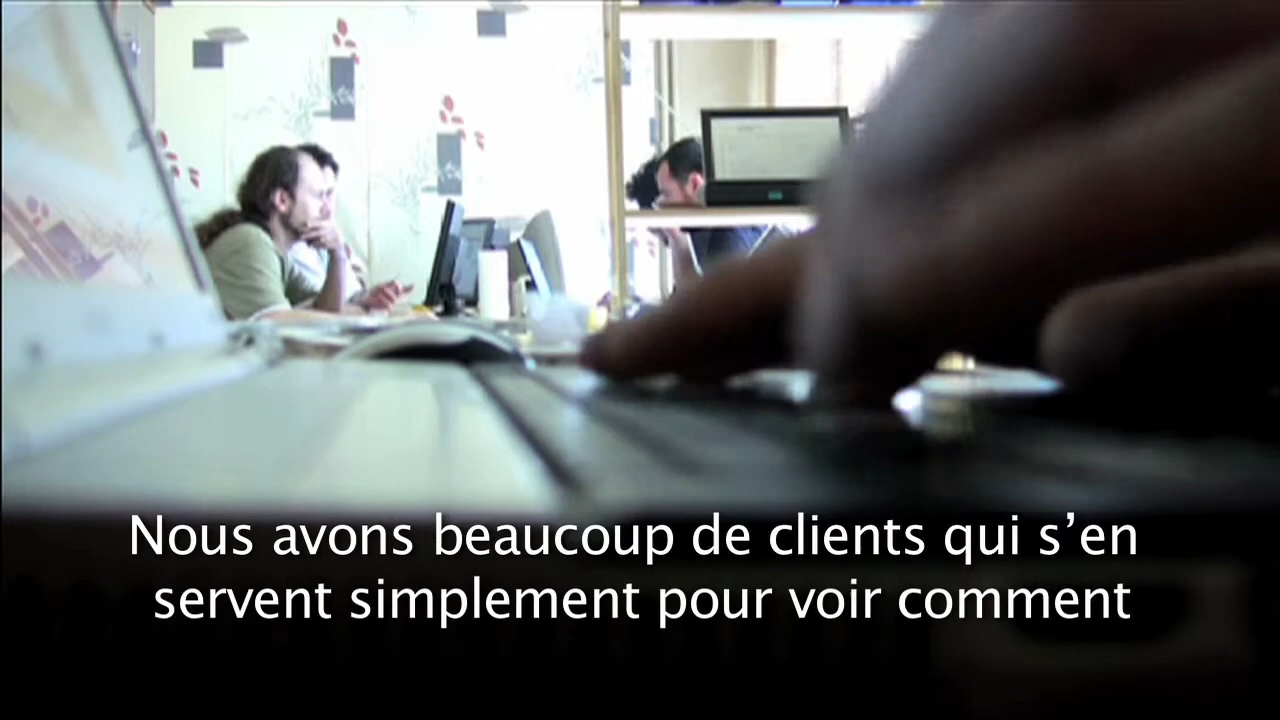 Nous avons beaucoup de clients qui s’en
servent simplement pour voir comment